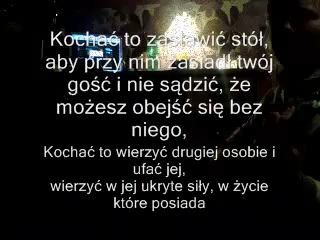 Kochać to zastawić stół,
aby przy nim zasiadł twój
gość i nie sądzić, że
możesz obejść się bez
niego,
Kochać to wierzyć drugiej osobie i
ufać jej,
wierzyć w jej ukryte siły, w życie
które posiada